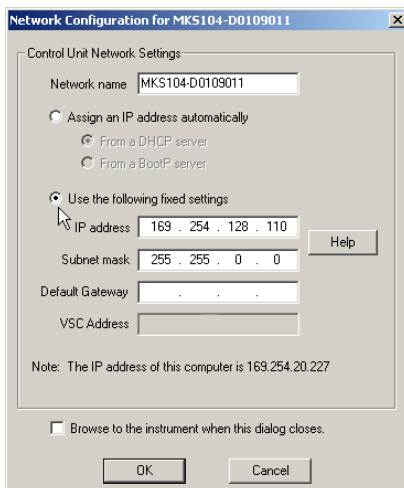 Network Configuration for MKS104-D0109011
Control Unit Network Settings
Network name MKS104-D0109011
Assign an IP address automatically
From a DHCP server
From a BootP server
Use the following fixed settings
IP address 169 . 254 . 128 . 110
Help
Subnet mask 255 . 255 . 0 . 0
Default Gateway . . .
VSC Address
Note: The IP address of this computer is 169.254.20.227
Browse to the instrument when this dialog closes.
OK Cancel